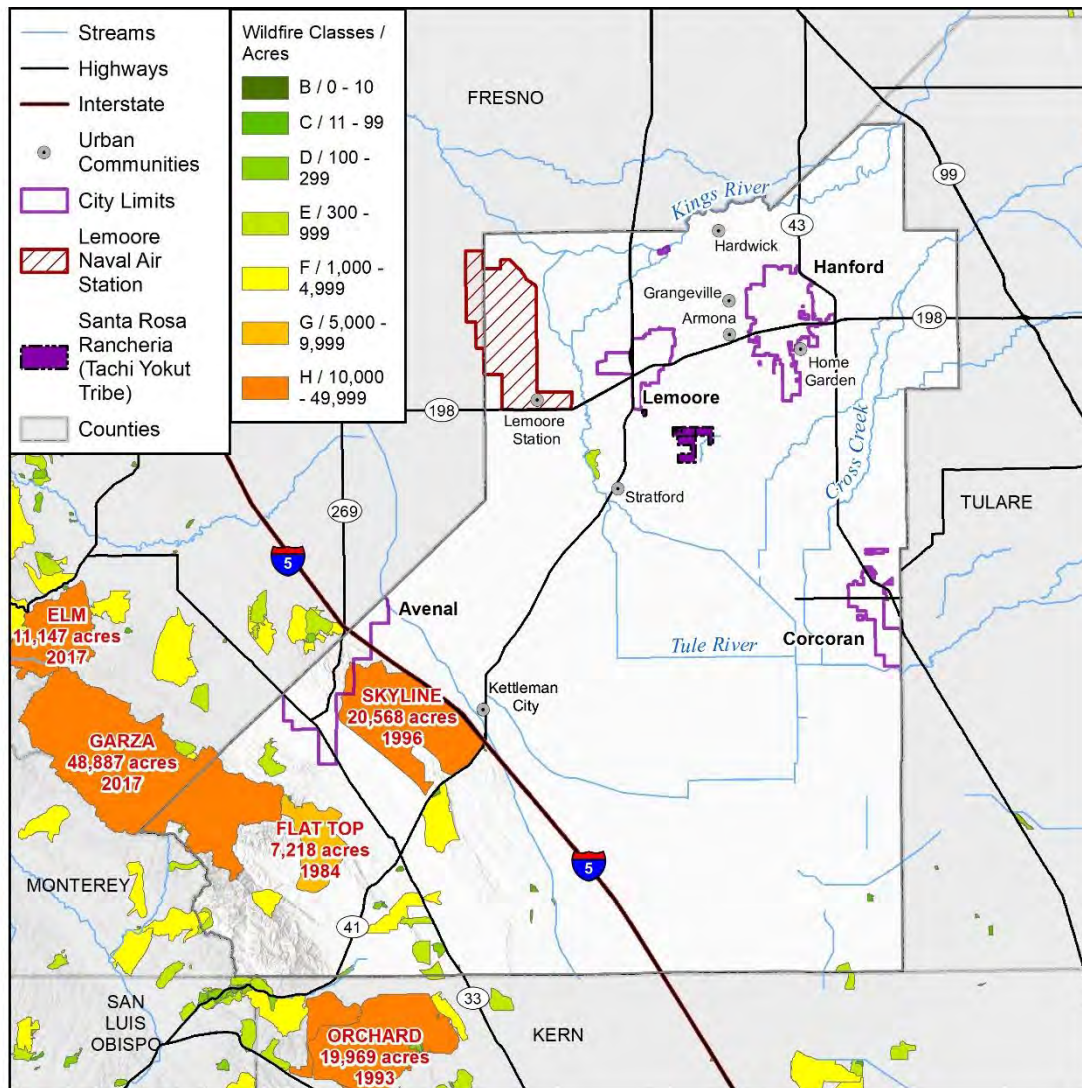 Streams
Highways
Interstate
Urban
Communities
City Limits
Lemoore
Naval Air
Station
Santa Rosa
Rancheria
(Tachi Yokut
Tribe)
Counties
Wildfire Classes /
Acres
B / 0 - 10
C / 11 - 99
D / 100 -
299
E / 300 -
999
F / 1,000 -
4,999
G / 5,000 -
9,999
H / 10,000
- 49,999
FRESNO
99
Kings River
43
Hardwick
Hanford
Grangeville
Armona
198
Home
Garden
198
Lemoore
Station
Lemoore
Cross Creek
Stratford
TULARE
269
5
Avenal
ELM
11,147 acres
2017
Corcoran
Tule River
SKYLINE
20,568 acres
1996
Kettleman
City
GARZA
48,887 acres
2017
FLAT TOP
7,218 acres
1984
5
MONTEREY
41
33
SAN
LUIS
OBISPO
ORCHARD
19,969 acres
1993
KERN